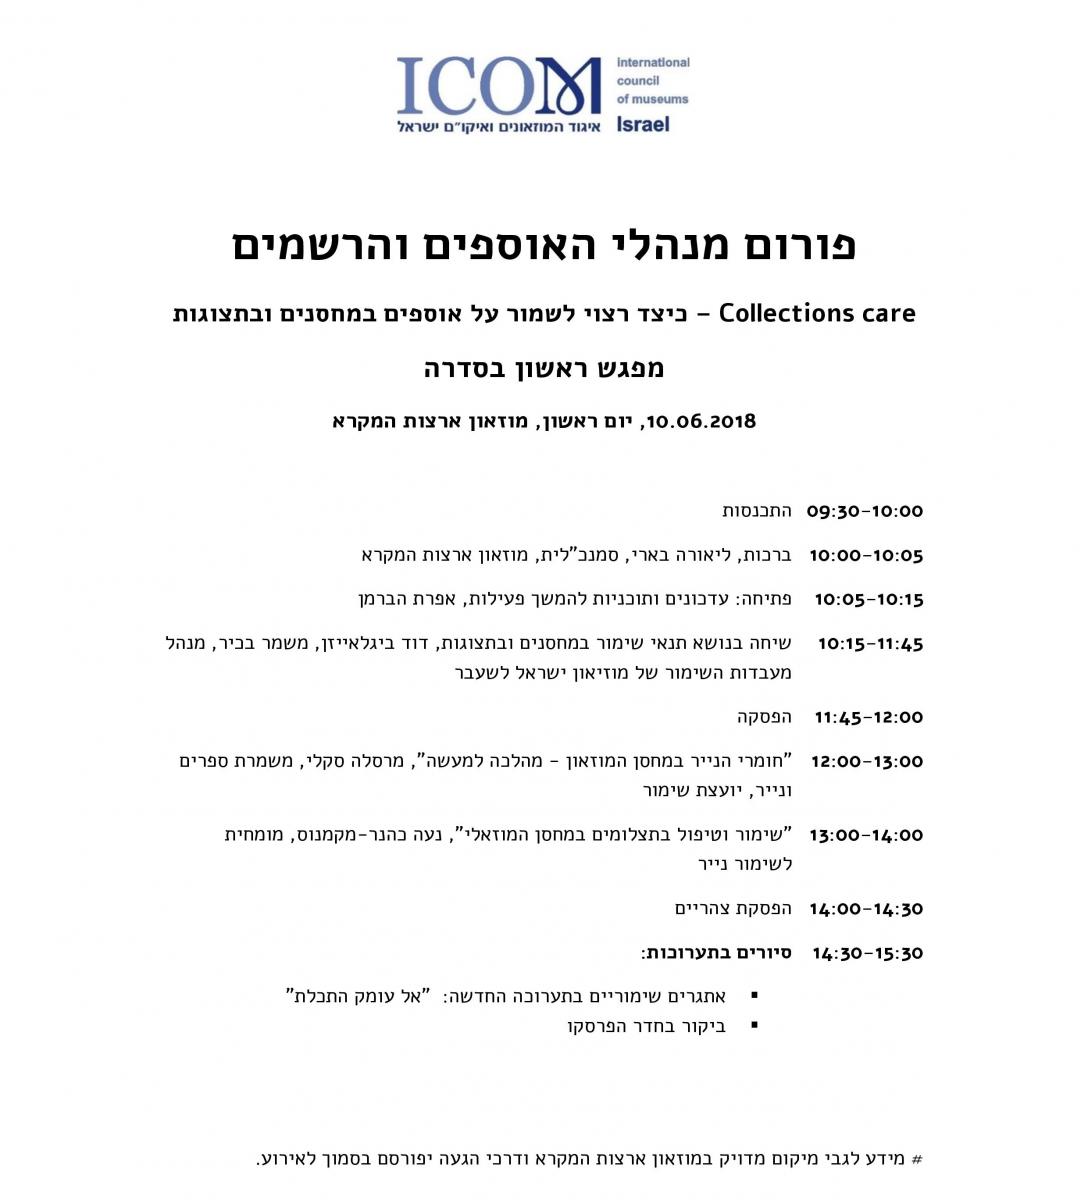 ICOM
international
council
of museums
Israel
איגוד המוזאונים ואיקו״ם ישראל
פורום מנהלי האוספים והרשמים
Collections care – כיצד רצוי לשמור על אוספים במחסנים ובתצוגות
מפגש ראשון בסדרה
10.06.2018, יום ראשון, מוזאון ארצות המקרא
09:30-10:00 התכנסות
10:00-10:05 ברכות, ליאורה בארי, סמנכ"לית, מוזאון ארצות המקרא
10:05-10:15 פתיחה: עדכונים ותוכניות להמשך פעילות, אפרת הברמן
10:15-11:45 שיחה בנושא תנאי שימור במחסנים ובתצוגות, דוד ביגלאייזן, משמר בכיר, מנהל
מעבדות השימור של מוזיאון ישראל לשעבר
11:45-12:00 הפסקה
12:00-13:00 "חומרי הנייר במחסן המוזאון - מהלכה למעשה", מרסלה סקלי, משמרת ספרים
ונייר, יועצת שימור
13:00-14:00 "שימור וטיפול בתצלומים במחסן המוזאלי", נעה כהנר-מקמנוס, מומחית
לשימור נייר
14:00-14:30 הפסקת צהריים
14:30-15:30 סיורים בתערוכות:
▪ אתגרים שימוריים בתערוכה החדשה: "אל עומק התכלת"
▪ ביקור בחדר הפרסקו
# מידע לגבי מיקום מדויק במוזאון ארצות המקרא ודרכי הגעה יפורסם בסמוך לאירוע.